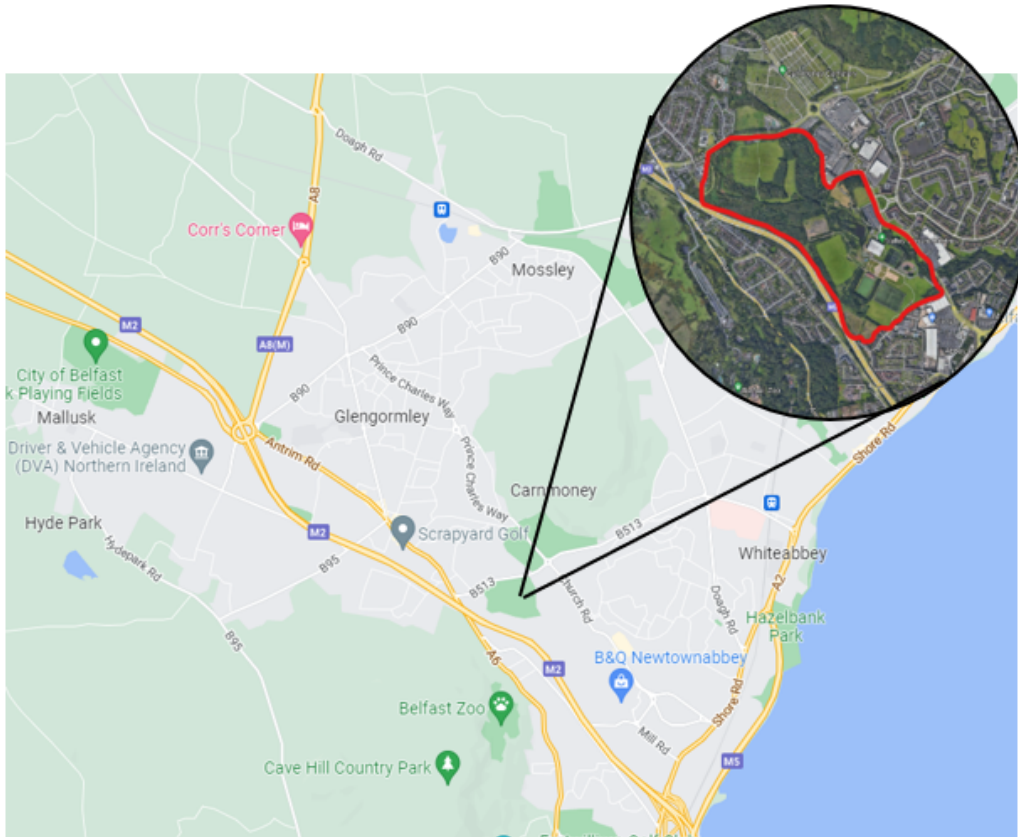 Doagh Rd
A8
Corr's Corner
B90
Mossley
M2
A8(M)
B90
City of Belfast
k Playing Fields
Prince Charles Way
B90
Mallusk
Glengormley
Driver & Vehicle Agency
(DVA) Northern Ireland
Antrim Rd
Prince Charles Way
Shore Rd
Carnmoney
Hyde Park
M2
Scrapyard Golf
B513
Whiteabbey
Hydepark Rd
B95
B513
Church Rd
Doagh Rd
A2
Hazelbank
Park
B95
A6
M2
B&Q Newtownabbey
Belfast Zoo
Shore Rd
Mill Rd
Cave Hill Country Park
M5